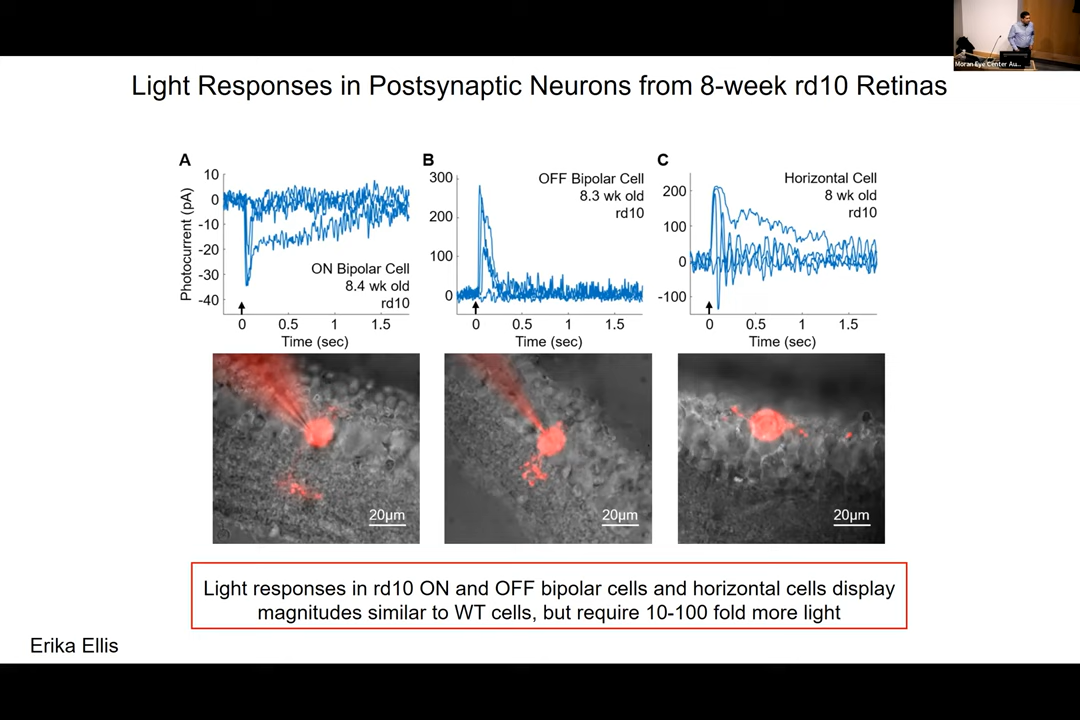 Moran Eye Center Au...
Light Responses in Postsynaptic Neurons from 8-week rd10 Retinas
A
B
C
Photocurrent (pA)
10
0
-10
-20
-30
-40
ON Bipolar Cell
8.4 wk old
rd10
0
0.5
1
1.5
Time (sec)
300
200
100
0
OFF Bipolar Cell
8.3 wk old
rd10
0
0.5
1
1.5
Time (sec)
200
100
0
-100
Horizontal Cell
8 wk old
rd10
0
0.5
1
1.5
Time (sec)
20μm
20μm
20μm
Light responses in rd10 ON and OFF bipolar cells and horizontal cells display
magnitudes similar to WT cells, but require 10-100 fold more light
Erika Ellis